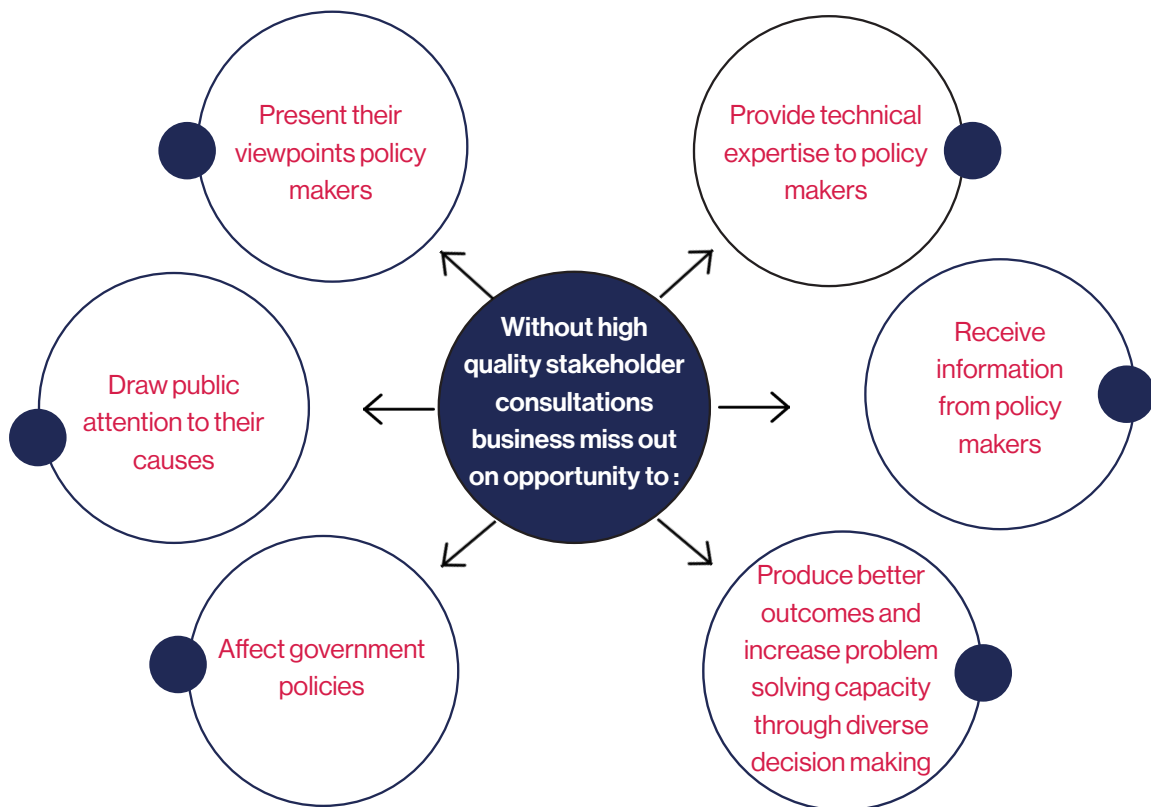 Present their
viewpoints policy
makers
Provide technical
expertise to policy
makers
Without high
quality stakeholder
consultations
business miss out
on opportunity to :
Draw public
attention to their
causes
Receive
information
from policy
makers
Affect government
policies
Produce better
outcomes and
increase problem
solving capacity
through diverse
decision making